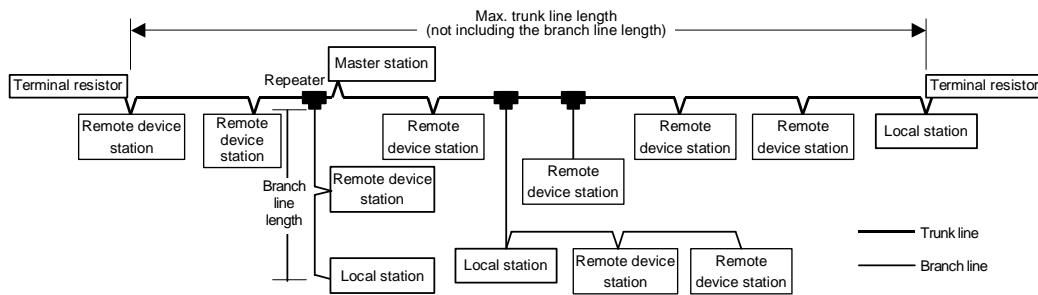 Max. trunk line length
(not including the branch line length)
Master station
Repeater
Terminal resistor
Terminal resistor
Remote device
station
Remote
device
station
Remote
device station
Remote
device station
Remote
device station
Local station
Remote
device station
Branch
line
length
Remote device
station
Local station
Local station
Remote device
station
Remote
device station
Trunk line
Branch line